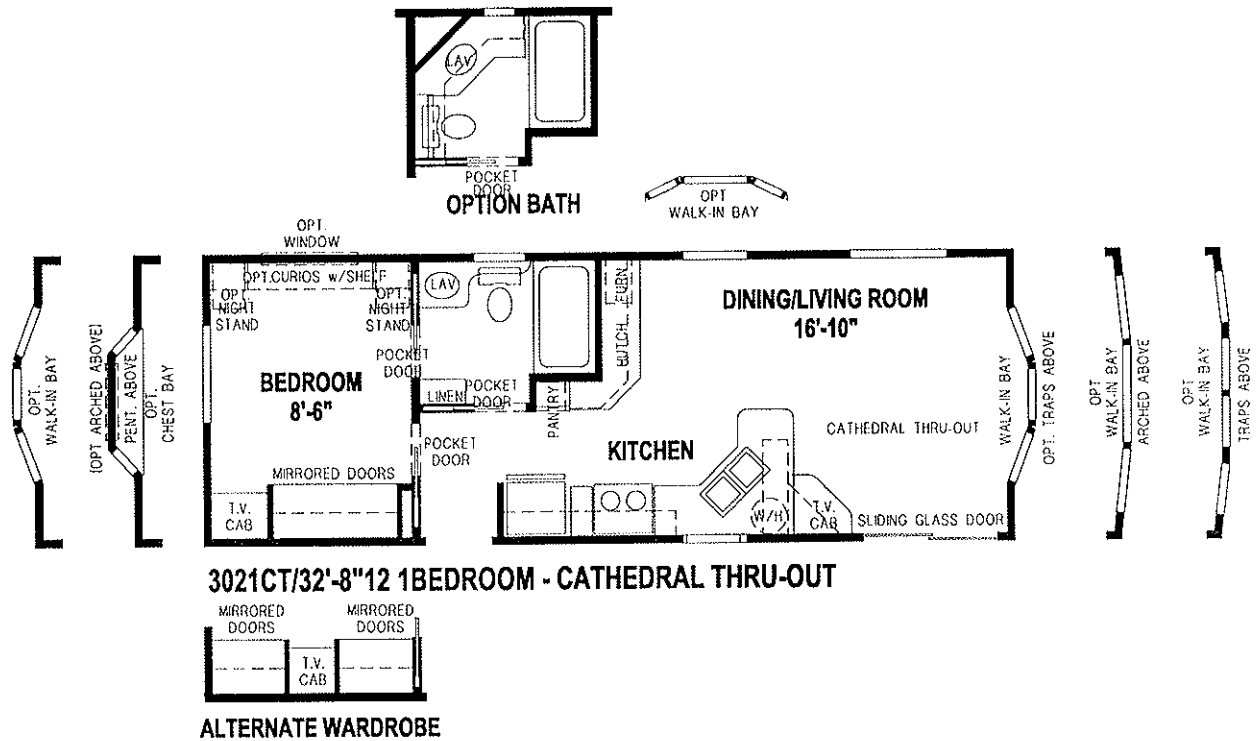 LAV
POCKET
DOOR
OPTION BATH
OPT
WALK-IN BAY
OPT.
WINDOW
OPT.CURIOS w/SHELF
OPT.
NIGHT
STAND
OPT.
NIGHT
STAND
LAV
FURN
HUTCH
DINING/LIVING ROOM
16'-10"
POCKET
DOOR
BEDROOM
8'-6"
LINEN
POCKET
DOOR
PANTRY
POCKET
DOOR
KITCHEN
CATHEDRAL THRU-OUT
MIRRORED DOORS
T.V.
CAB
W/H
T.V.
CAB
SLIDING GLASS DOOR
OPT.
WALK-IN BAY
(OPT ARCHED ABOVE)
PENT. ABOVE
OPT.
CHEST BAY
WALK-IN BAY
OPT. TRAPS ABOVE
OPT
WALK-IN BAY
ARCHED ABOVE
OPT
WALK-IN BAY
TRAPS ABOVE
3021CT/32'-8"12 1BEDROOM - CATHEDRAL THRU-OUT
MIRRORED
DOORS
MIRRORED
DOORS
T.V.
CAB
ALTERNATE WARDROBE